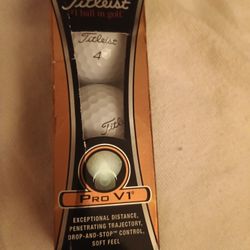 Titleist
#1 ball in golf.
Titleist
4
Titleist
PRO V1
EXCEPTIONAL DISTANCE,
PENETRATING TRAJECTORY,
DROP-AND-STOP™ CONTROL,
SOFT FEEL